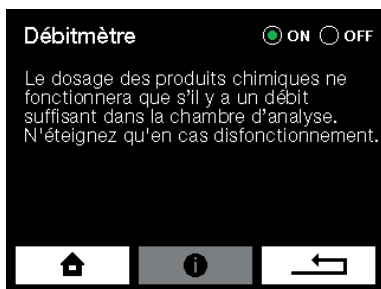 Débitmètre ON OFF
Le dosage des produits chimiques ne
fonctionnera que s'il y a un débit
suffisant dans la chambre d'analyse.
N'éteignez qu'en cas disfonctionnement.